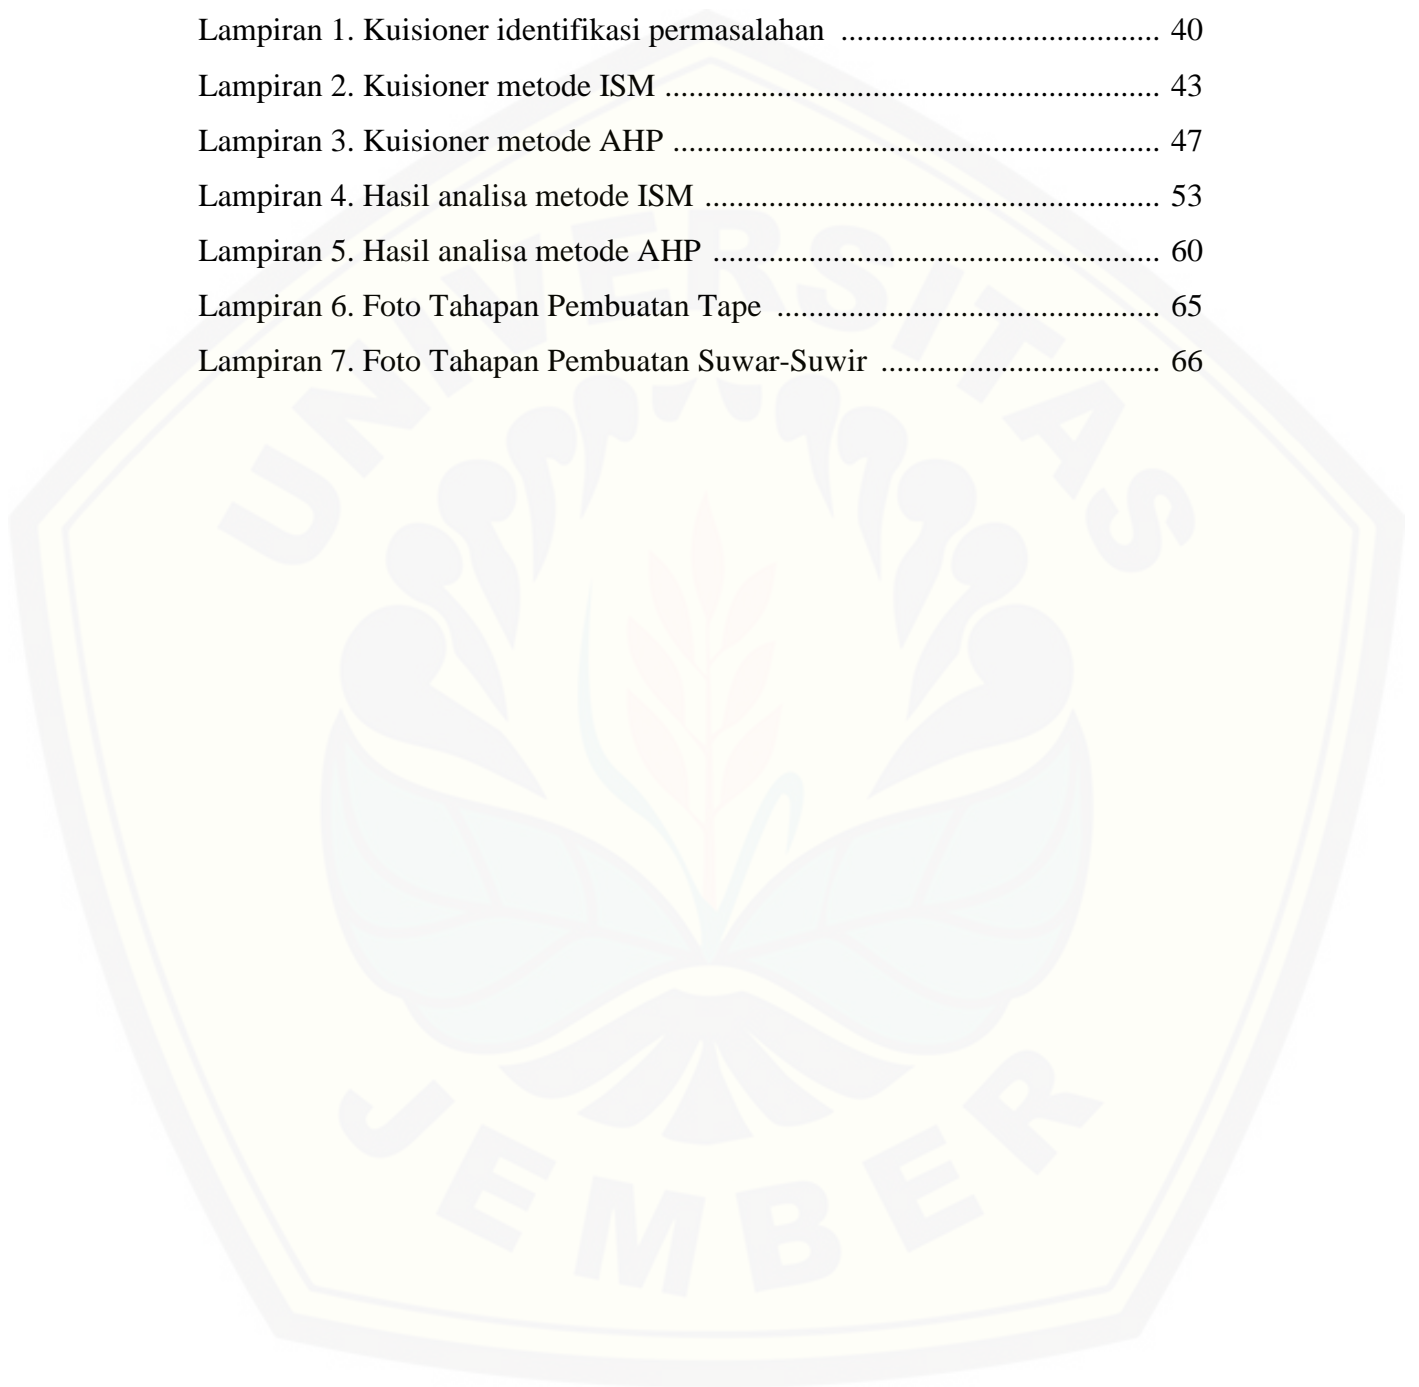 Lampiran 1. Kuisioner identifikasi permasalahan ........................................ 40
Lampiran 2. Kuisioner metode ISM .............................................................. 43
Lampiran 3. Kuisioner metode AHP ............................................................. 47
Lampiran 4. Hasil analisa metode ISM ......................................................... 53
Lampiran 5. Hasil analisa metode AHP ........................................................ 60
Lampiran 6. Foto Tahapan Pembuatan Tape ................................................ 65
Lampiran 7. Foto Tahapan Pembuatan Suwar-Suwir ................................... 66
UNIVERSITAS
JEMBER